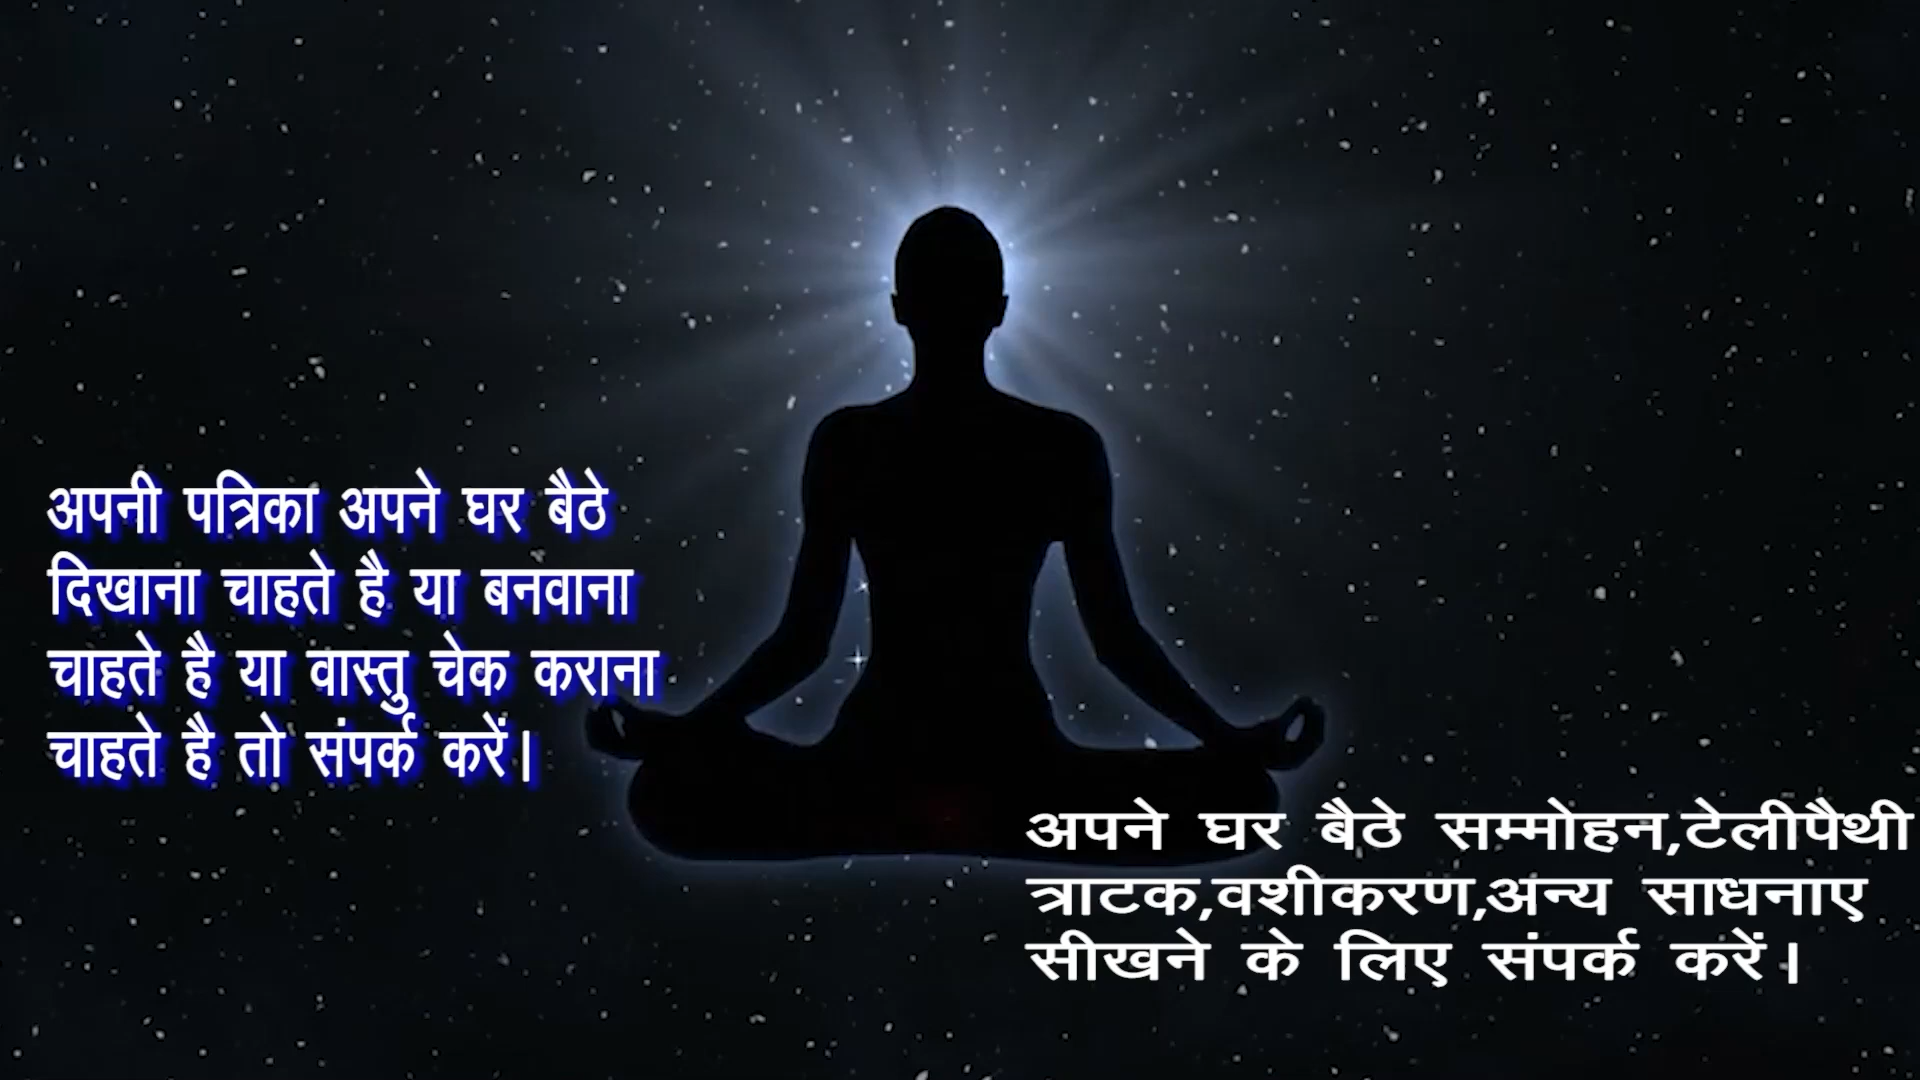 अपनी पत्रिका अपने घर बैठे
दिखाना चाहते है या बनवाना
चाहते है या वास्तु चेक कराना
चाहते है तो संपर्क करें|
अपने घर बैठे सम्मोहन,टेलीपैथी
त्राटक,वशीकरण,अन्य साधनाए
सीखने के लिए संपर्क करें|